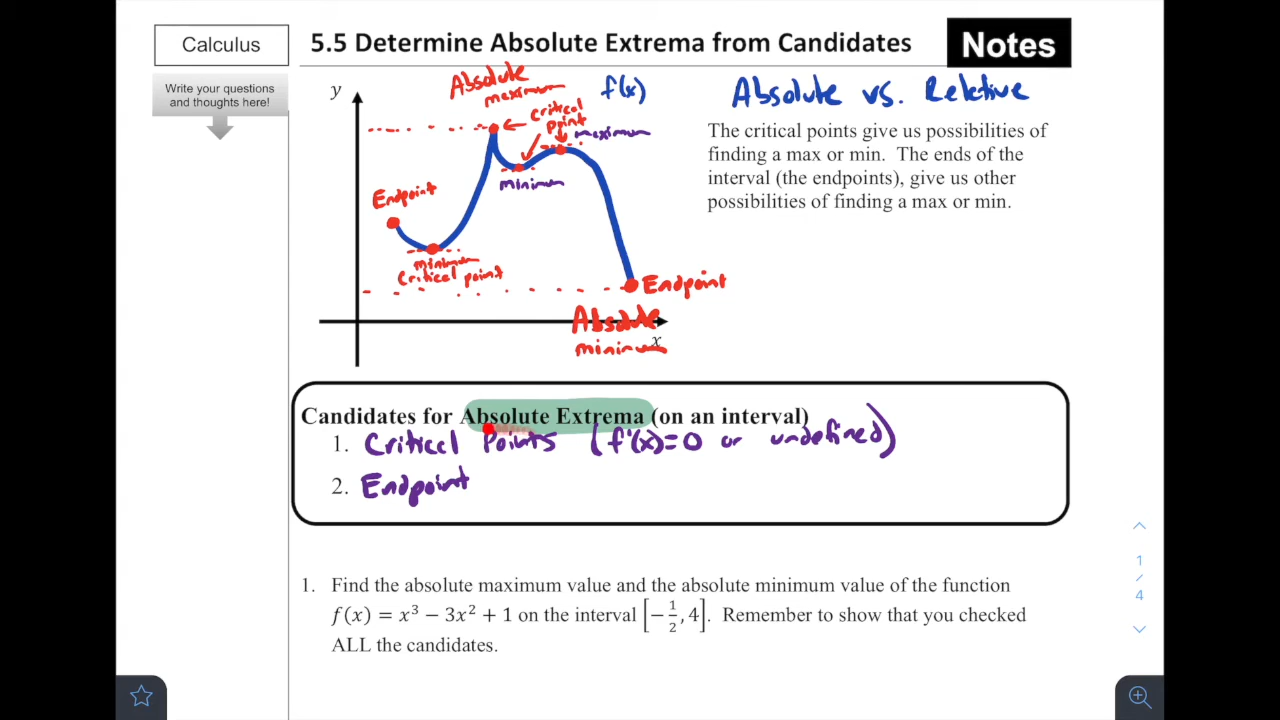 Calculus
5.5 Determine Absolute Extrema from Candidates
Notes
Write your questions
and thoughts here!
y
Absolute
maximum
f(x)
Critical
point
maximum
minimum
Endpoint
minimum
Critical point
Endpoint
Absolute
minimum
x
Absolute vs. Relative
The critical points give us possibilities of
finding a max or min. The ends of the
interval (the endpoints), give us other
possibilities of finding a max or min.
Candidates for Absolute Extrema (on an interval)
1. Critical Points (f'(x)=0 or undefined)
2. Endpoint
1. Find the absolute maximum value and the absolute minimum value of the function
f(x) = x³ − 3x² + 1 on the interval [−1/2, 4]. Remember to show that you checked
ALL the candidates.
1
/
4